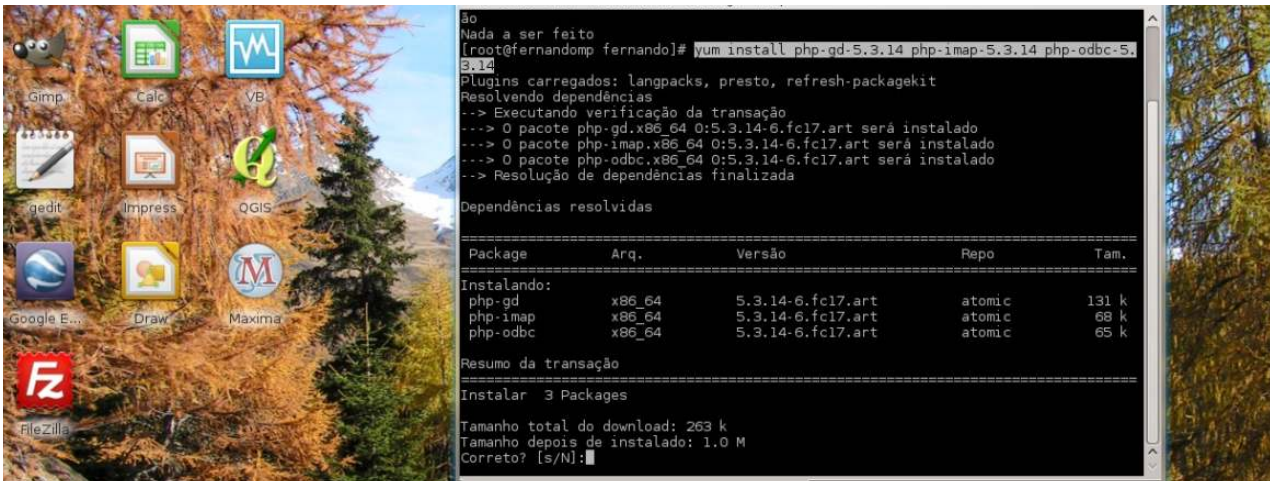 Gimp
Calc
VB
gedit
Impress
QGIS
Google E...
Draw
Maxima
FileZilla
ão
Nada a ser feito
[root@fernandomp fernando]# yum install php-gd-5.3.14 php-imap-5.3.14 php-odbc-5.
3.14
Plugins carregados: langpacks, presto, refresh-packagekit
Resolvendo dependências
--> Executando verificação da transação
---> O pacote php-gd.x86_64 0:5.3.14-6.fc17.art será instalado
---> O pacote php-imap.x86_64 0:5.3.14-6.fc17.art será instalado
---> O pacote php-odbc.x86_64 0:5.3.14-6.fc17.art será instalado
--> Resolução de dependências finalizada
Dependências resolvidas
Package Arq. Versão Repo Tam.
Instalando:
php-gd x86_64 5.3.14-6.fc17.art atomic 131 k
php-imap x86_64 5.3.14-6.fc17.art atomic 68 k
php-odbc x86_64 5.3.14-6.fc17.art atomic 65 k
Resumo da transação
Instalar 3 Packages
Tamanho total do download: 263 k
Tamanho depois de instalado: 1.0 M
Correto? [s/N]: